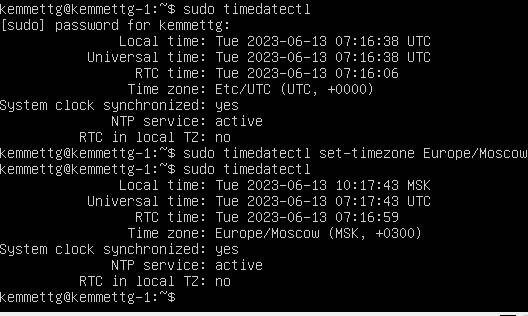 kemmettg@kemmettg-1:~$ sudo timedatectl
[sudo] password for kemmettg:
Local time: Tue 2023-06-13 07:16:38 UTC
Universal time: Tue 2023-06-13 07:16:38 UTC
RTC time: Tue 2023-06-13 07:16:06
Time zone: Etc/UTC (UTC, +0000)
System clock synchronized: yes
NTP service: active
RTC in local TZ: no
kemmettg@kemmettg-1:~$ sudo timedatectl set-timezone Europe/Moscow
kemmettg@kemmettg-1:~$ sudo timedatectl
Local time: Tue 2023-06-13 10:17:43 MSK
Universal time: Tue 2023-06-13 07:17:43 UTC
RTC time: Tue 2023-06-13 07:16:59
Time zone: Europe/Moscow (MSK, +0300)
System clock synchronized: yes
NTP service: active
RTC in local TZ: no
kemmettg@kemmettg-1:~$